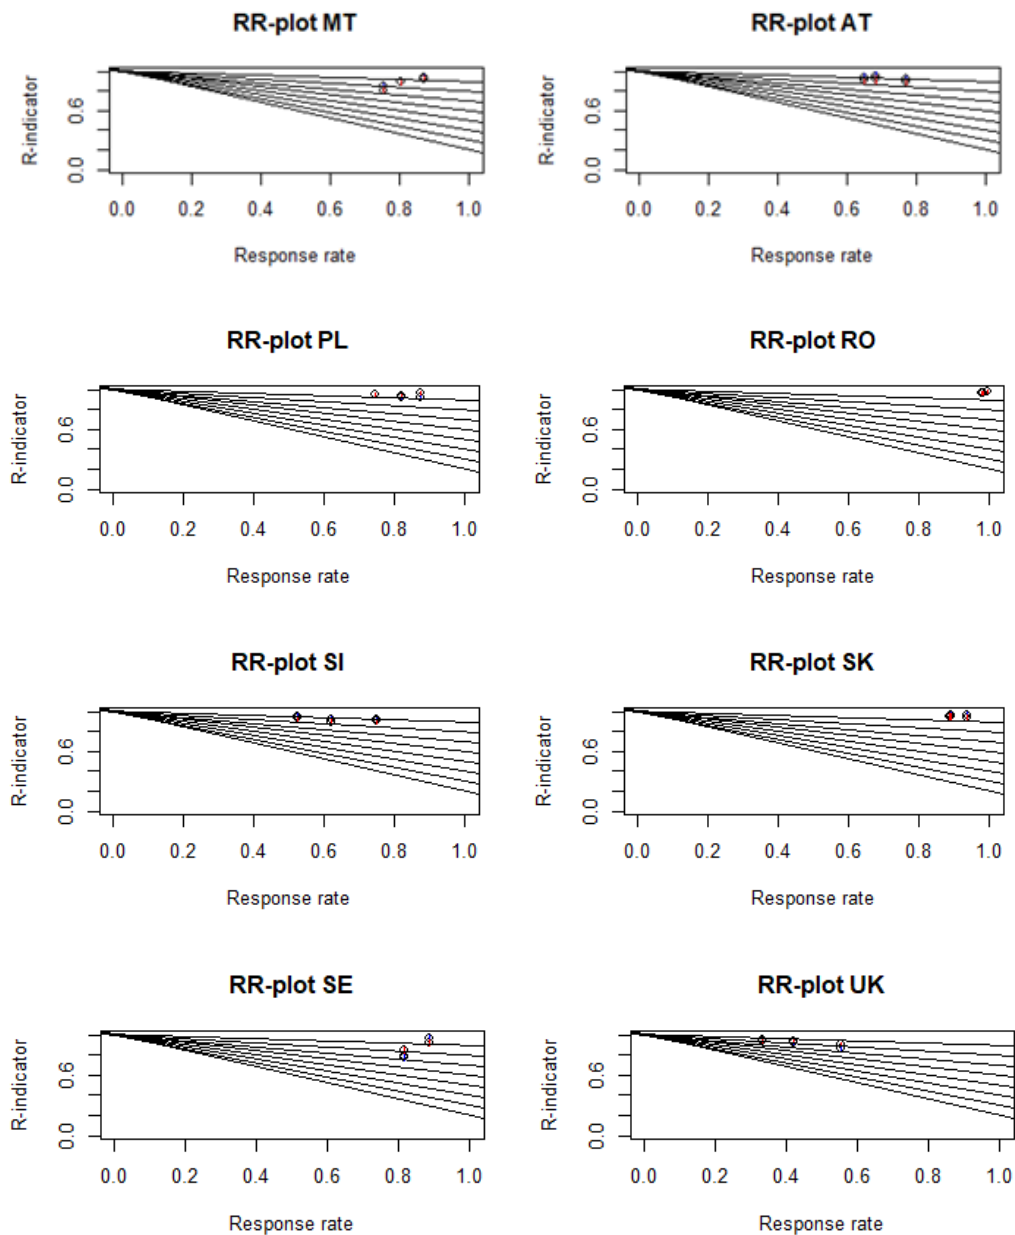 RR-plot MT
R-indicator
0.6
0.0
0.0 0.2 0.4 0.6 0.8 1.0
Response rate
RR-plot AT
R-indicator
0.6
0.0
0.0 0.2 0.4 0.6 0.8 1.0
Response rate
RR-plot PL
R-indicator
0.6
0.0
0.0 0.2 0.4 0.6 0.8 1.0
Response rate
RR-plot RO
R-indicator
0.6
0.0
0.0 0.2 0.4 0.6 0.8 1.0
Response rate
RR-plot SI
R-indicator
0.6
0.0
0.0 0.2 0.4 0.6 0.8 1.0
Response rate
RR-plot SK
R-indicator
0.6
0.0
0.0 0.2 0.4 0.6 0.8 1.0
Response rate
RR-plot SE
R-indicator
0.6
0.0
0.0 0.2 0.4 0.6 0.8 1.0
Response rate
RR-plot UK
R-indicator
0.6
0.0
0.0 0.2 0.4 0.6 0.8 1.0
Response rate